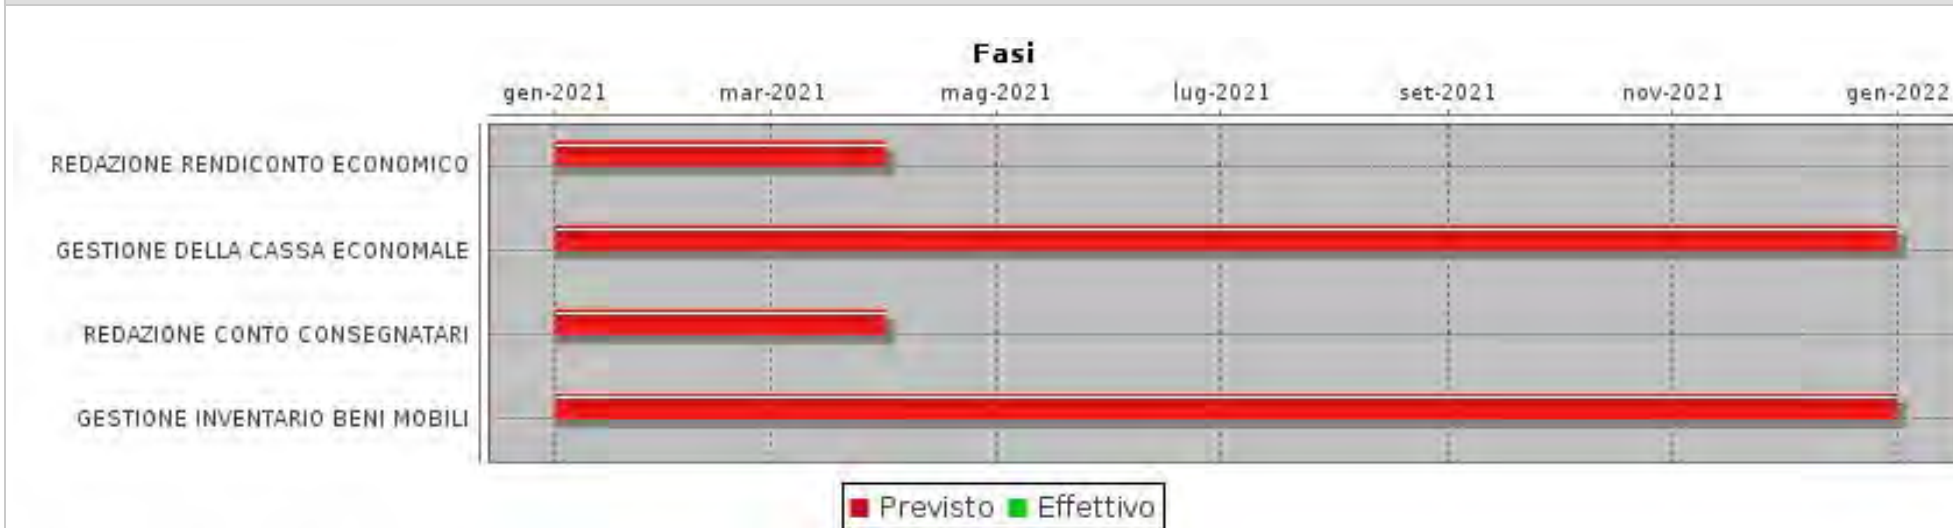 Fasi
gen-2021 mar-2021 mag-2021 lug-2021 set-2021 nov-2021 gen-2022
REDAZIONE RENDICONTO ECONOMICO
GESTIONE DELLA CASSA ECONOMALE
REDAZIONE CONTO CONSEGNATARI
GESTIONE INVENTARIO BENI MOBILI
Previsto Effettivo